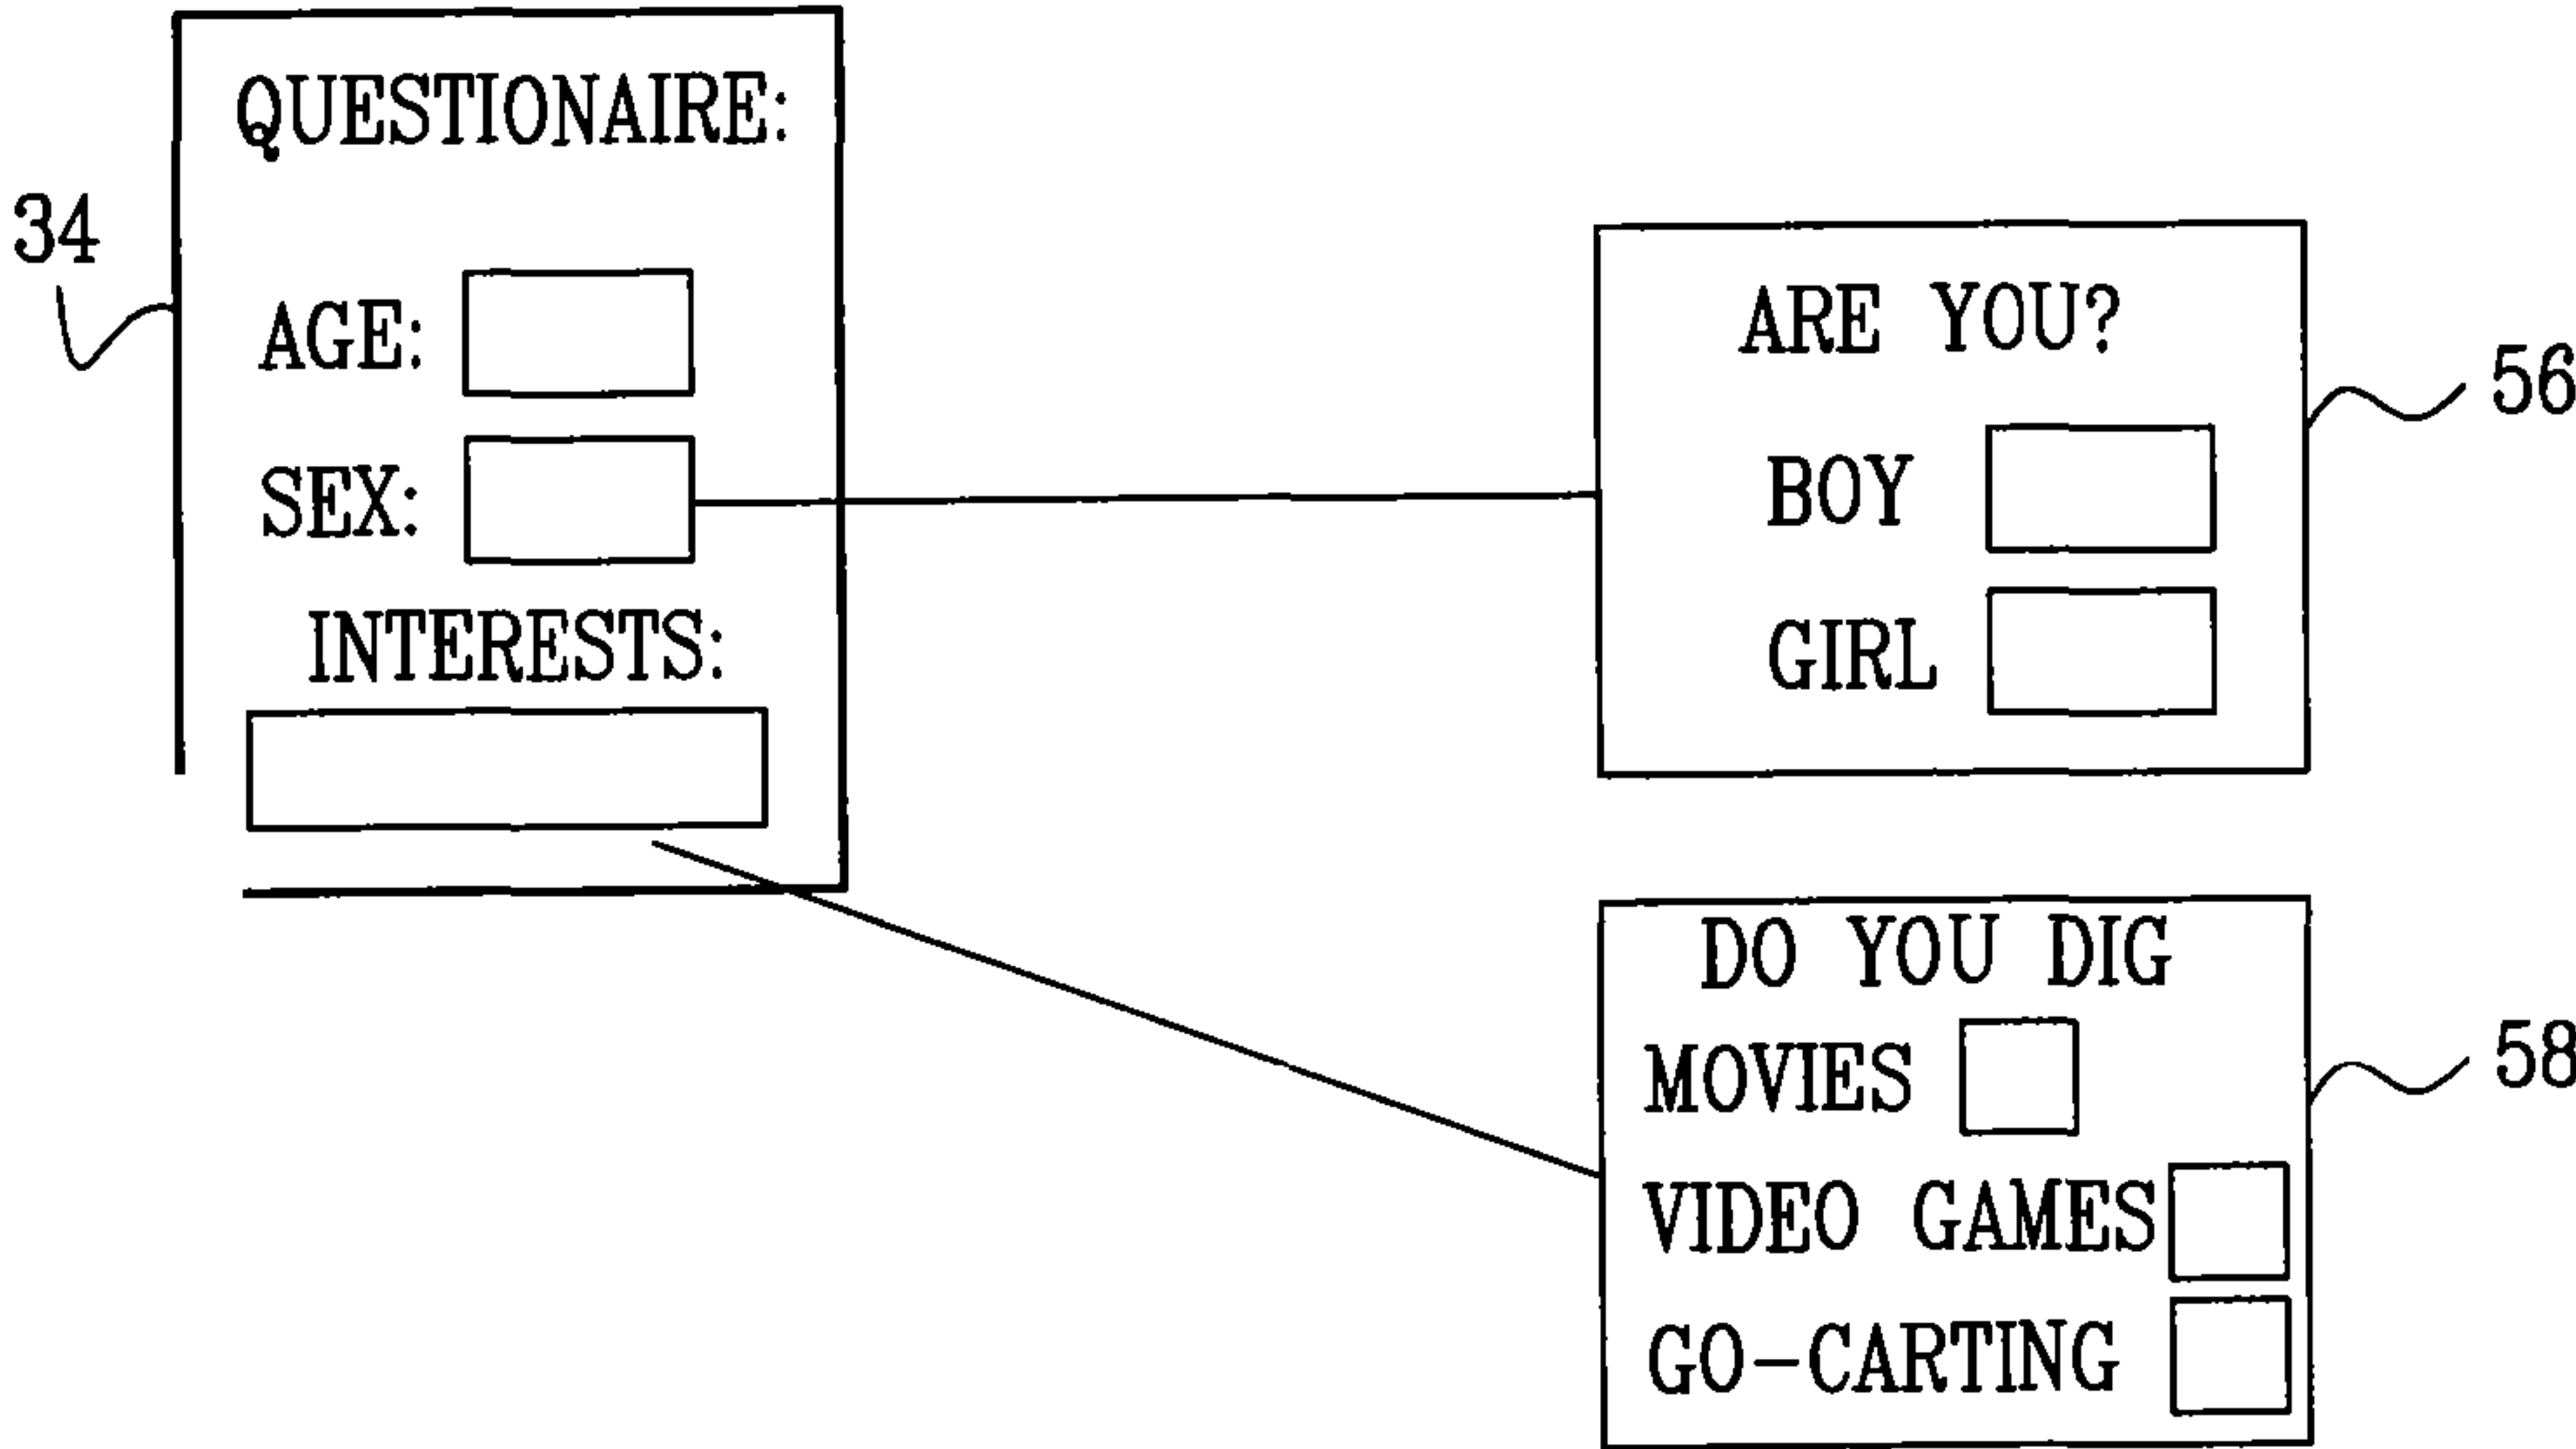 QUESTIONAIRE:
34
AGE:
SEX:
INTERESTS:
ARE YOU?
56
BOY
GIRL
DO YOU DIG
MOVIES
58
VIDEO GAMES
GO-CARTING